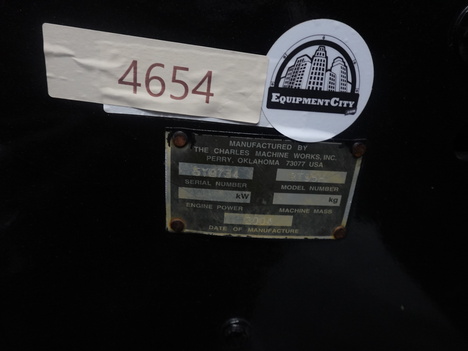 4654
EQUIPMENTCITY
MANUFACTURED BY
THE CHARLES MACHINE WORKS, INC.
PERRY, OKLAHOMA 73077 USA
SERIAL NUMBER
MODEL NUMBER
kW
kg
ENGINE POWER
MACHINE MASS
DATE OF MANUFACTURE